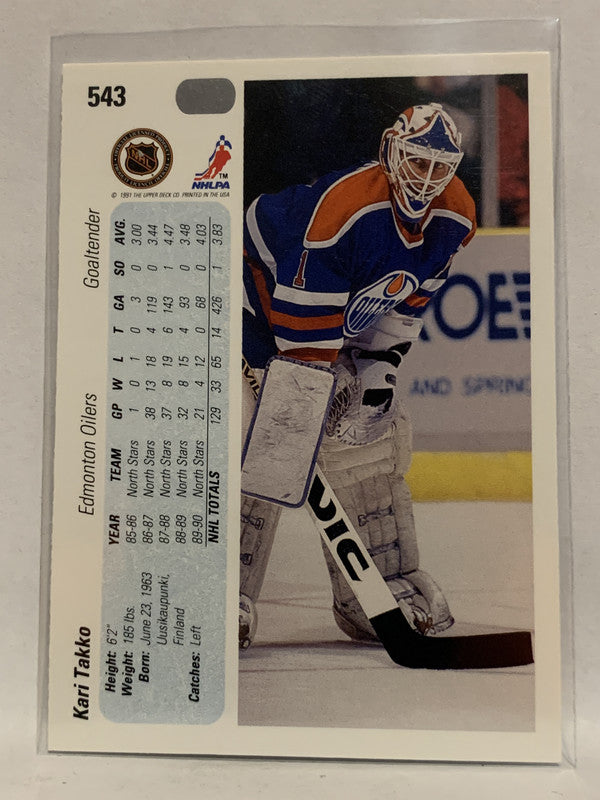 543
NHL
NHLPA
TM
© 1991 THE UPPER DECK CO. PRINTED IN THE USA
Kari Takko Edmonton Oilers Goaltender
Height: 6'2"
Weight: 185 lbs.
Born: June 23, 1963
Uusikaupunki,
Finland
Catches: Left
YEAR TEAM GP W L T GA SO AVG.
85-86 North Stars 1 0 1 0 3 0 3.00
86-87 North Stars 38 13 18 4 119 0 3.44
87-88 North Stars 37 8 19 6 143 1 4.47
88-89 North Stars 32 8 15 4 93 0 3.48
89-90 North Stars 21 4 12 0 68 0 4.03
NHL TOTALS 129 33 65 14 426 1 3.83
1
OILERS
ROE
AND SPRING
VIC